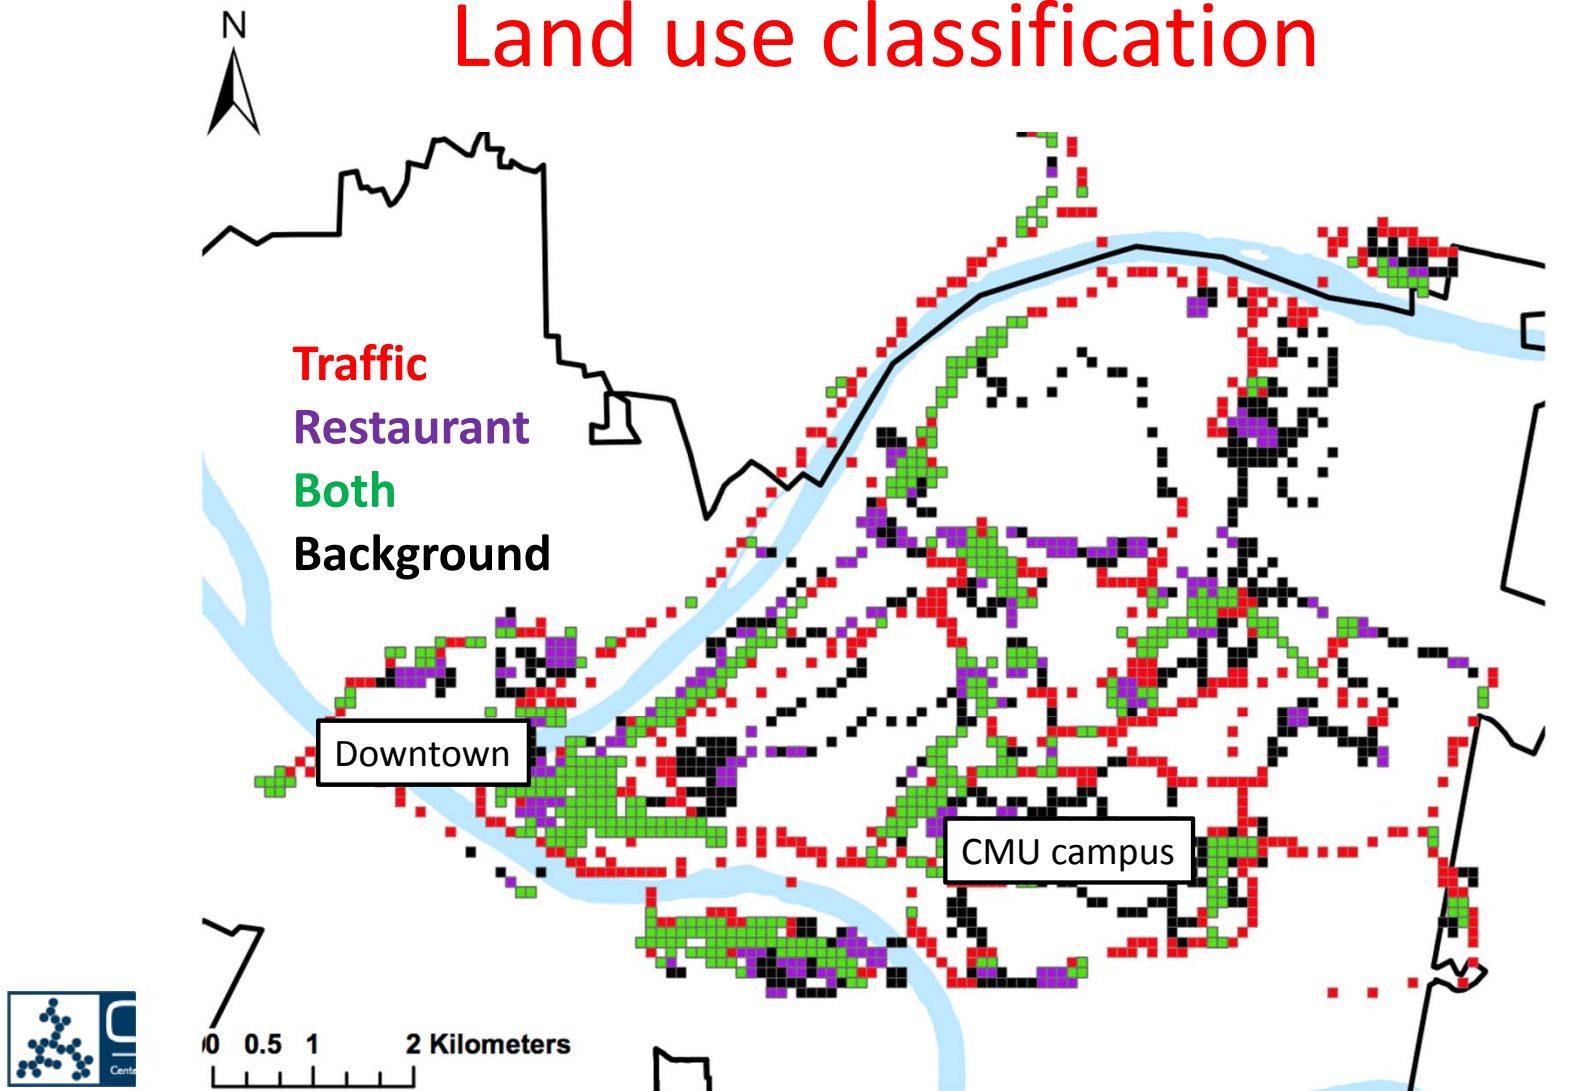 N
Land use classification
Traffic
Restaurant
Both
Background
Downtown
CMU campus
0 0.5 1 2 Kilometers